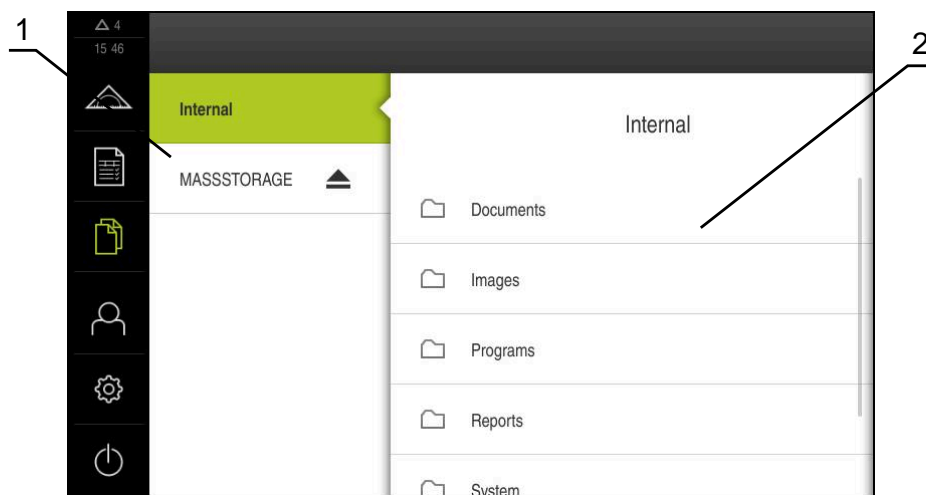 1
4
15 46
2
Internal
MASSSTORAGE
Internal
Documents
Images
Programs
Reports
System